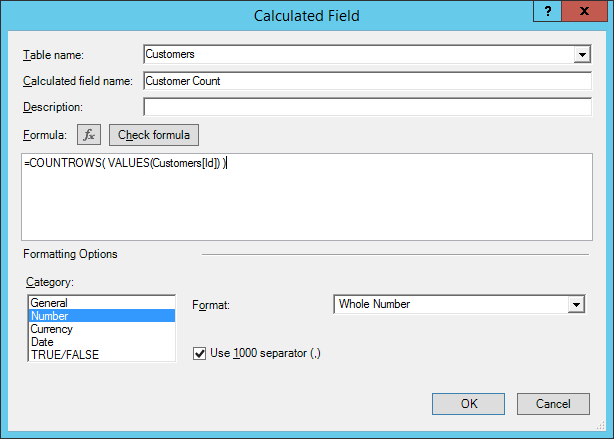 Calculated Field
?
Table name: Customers
Calculated field name: Customer Count
Description:
Formula: fx Check formula
=COUNTROWS( VALUES(Customers[Id]) )
Formatting Options
Category:
General
Number
Currency
Date
TRUE/FALSE
Format: Whole Number
Use 1000 separator (.)
OK Cancel